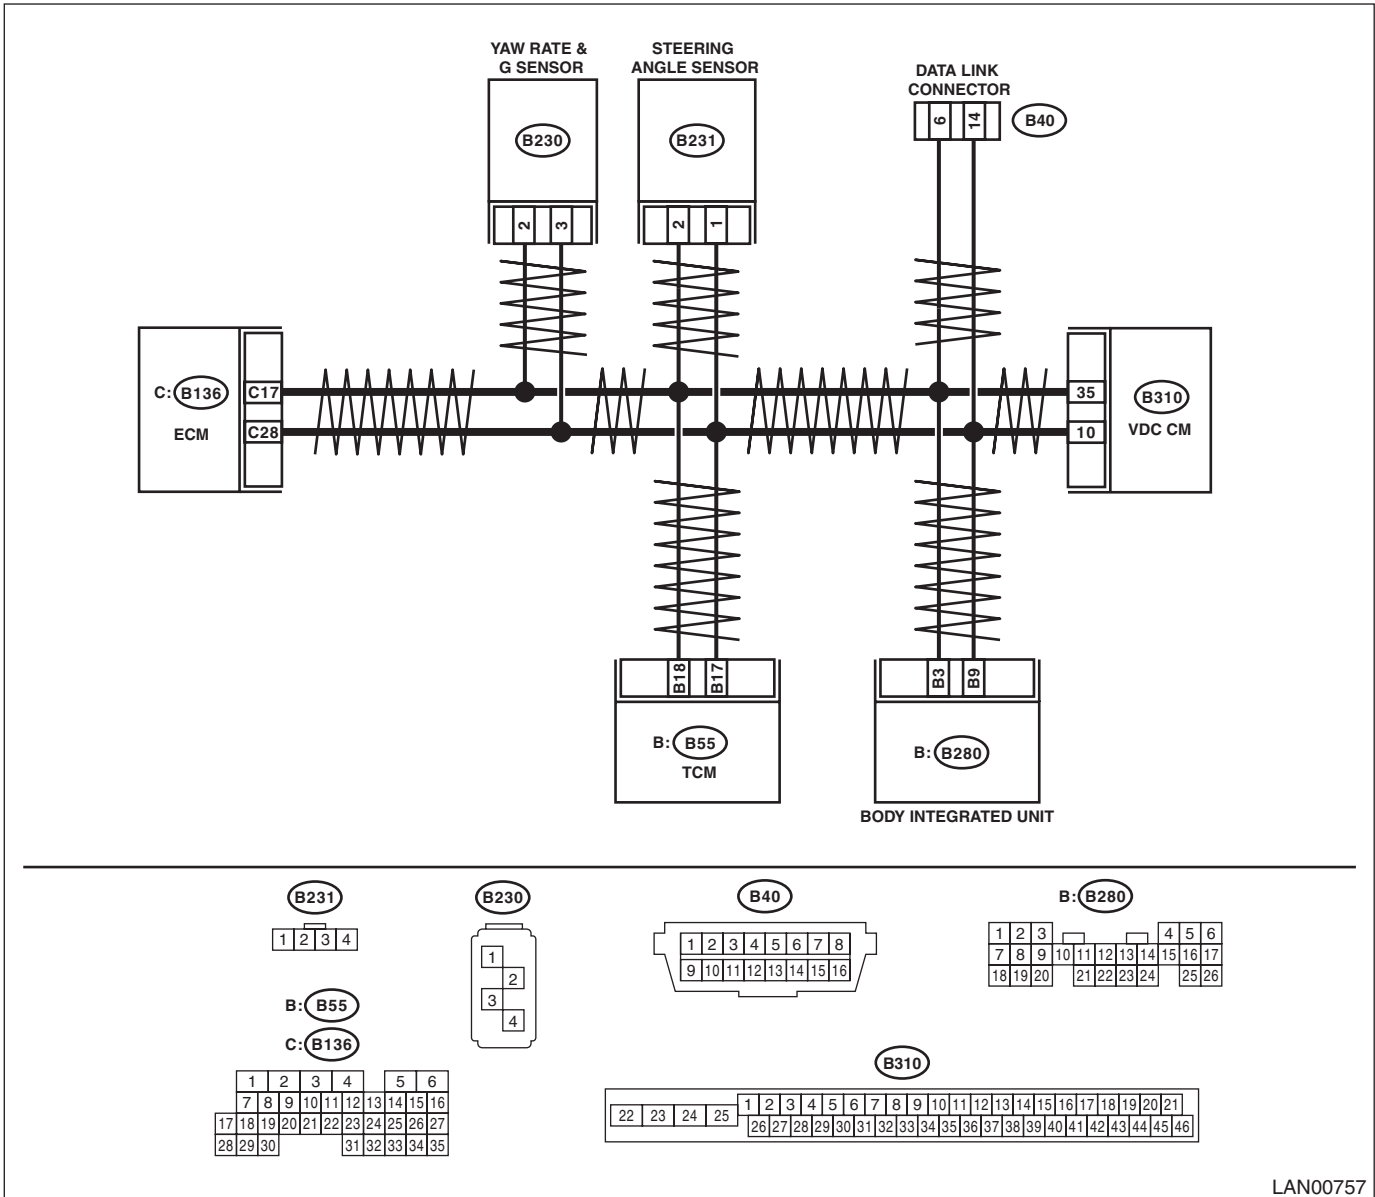 YAW RATE &
G SENSOR
STEERING
ANGLE SENSOR
DATA LINK
CONNECTOR
B230
B231
6 14
B40
2 3
2 1
C: B136
ECM
C17
C28
35
10
B310
VDC CM
B18 B17
B3 B9
B: B55
TCM
B: B280
BODY INTEGRATED UNIT
B231
1 2 3 4
B230
1
2
3
4
B40
1 2 3 4 5 6 7 8
9 10 11 12 13 14 15 16
B: B280
1 2 3 4 5 6
7 8 9 10 11 12 13 14 15 16 17
18 19 20 21 22 23 24 25 26
B: B55
C: B136
1 2 3 4 5 6
7 8 9 10 11 12 13 14 15 16
17 18 19 20 21 22 23 24 25 26 27
28 29 30 31 32 33 34 35
B310
22 23 24 25
1 2 3 4 5 6 7 8 9 10 11 12 13 14 15 16 17 18 19 20 21
26 27 28 29 30 31 32 33 34 35 36 37 38 39 40 41 42 43 44 45 46
LAN00757